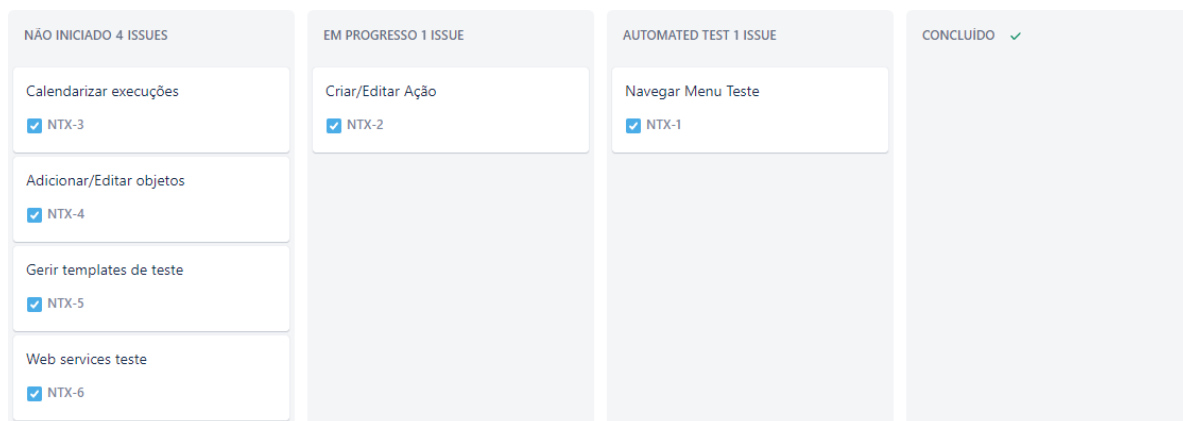 NÃO INICIADO 4 ISSUES
Calendarizar execuções
NTX-3
Adicionar/Editar objetos
NTX-4
Gerir templates de teste
NTX-5
Web services teste
NTX-6
EM PROGRESSO 1 ISSUE
Criar/Editar Ação
NTX-2
AUTOMATED TEST 1 ISSUE
Navegar Menu Teste
NTX-1
CONCLUÍDO